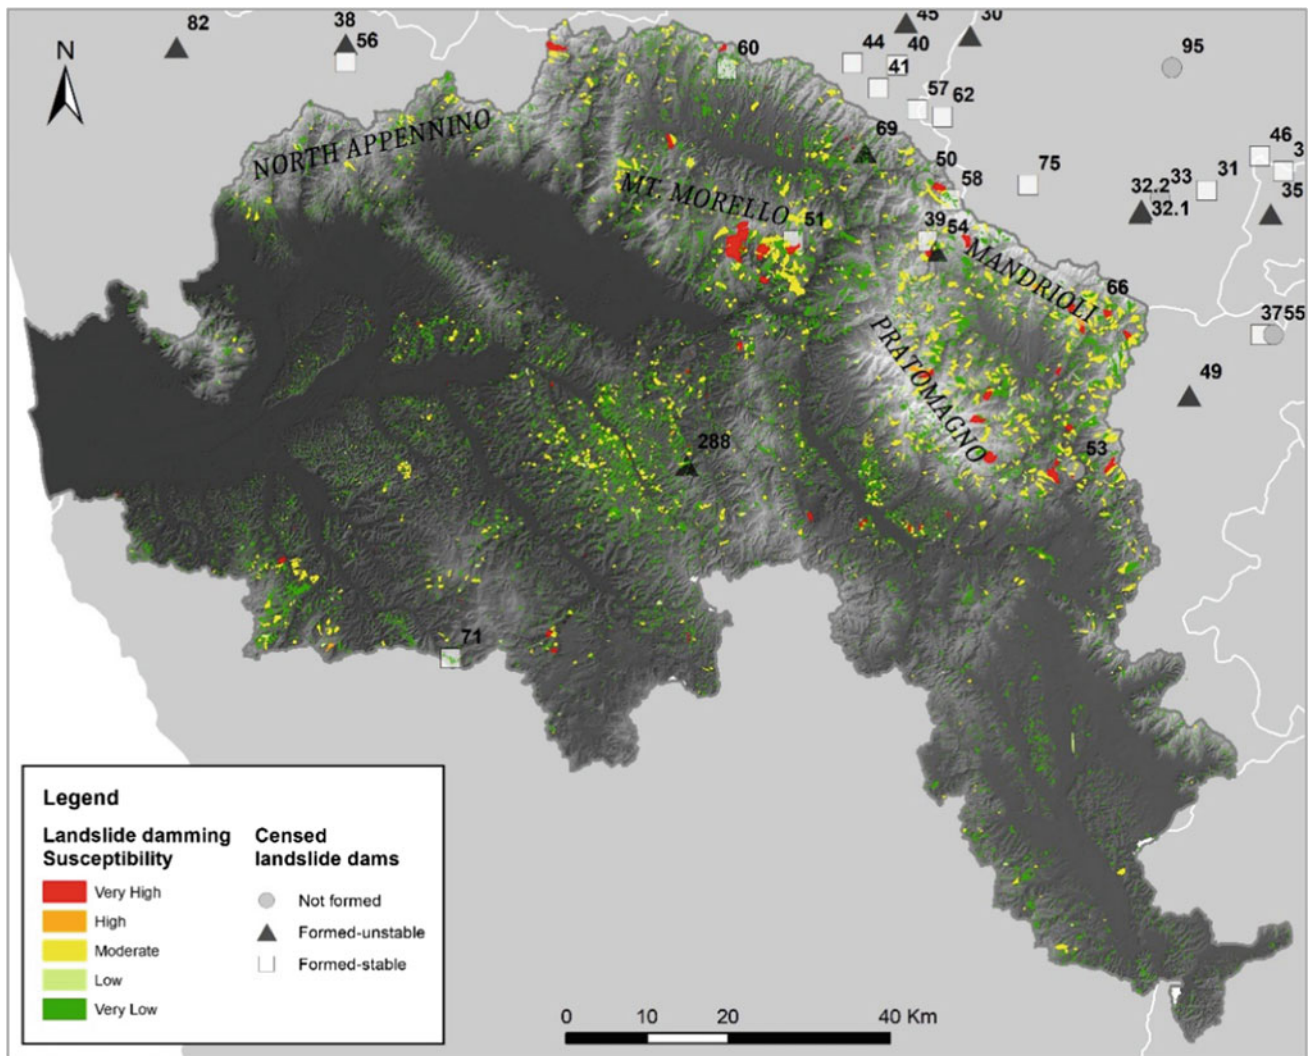 82
38
56
60
45
30
44
40
41
95
57
62
69
46
3
50
58
75
33
31
32.2
35
32.1
N
NORTH APPENNINO
MT. MORELLO
51
39
54
MANDRIOLI
66
3755
PRATOMAGNO
49
288
53
71
Legend
Landslide damming
Susceptibility
Very High
High
Moderate
Low
Very Low
Censed
landslide dams
Not formed
Formed-unstable
Formed-stable
0 10 20 40 Km